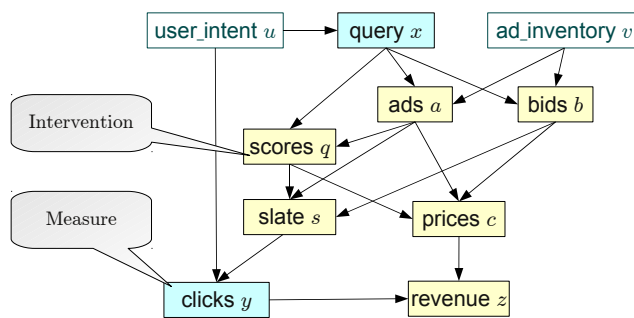 user_intent u
query x
ad_inventory v
ads a
bids b
Intervention
scores q
Measure
slate s
prices c
clicks y
revenue z